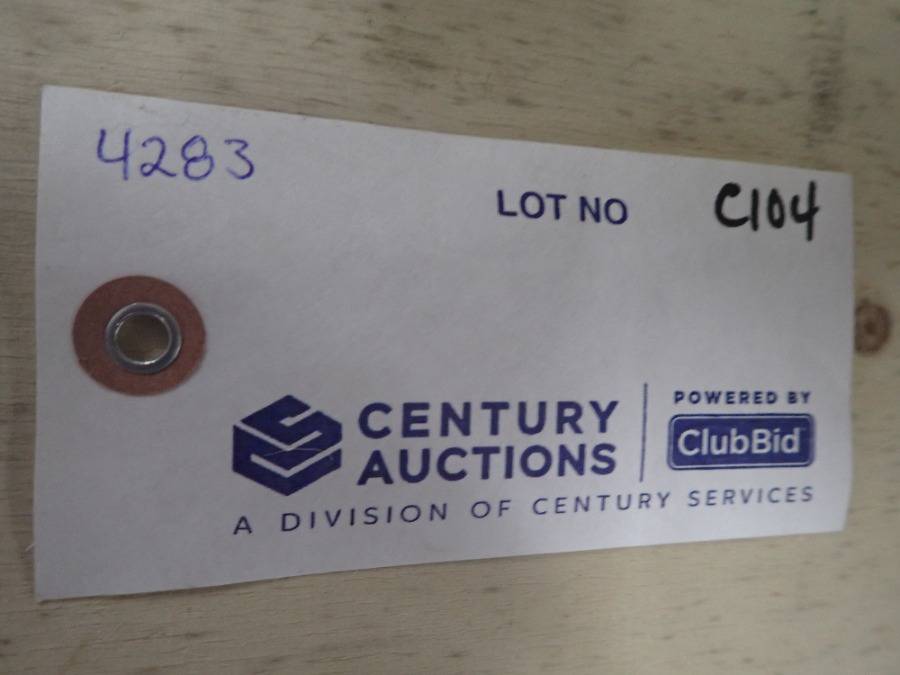 4283
LOT NO C104
CENTURY AUCTIONS
POWERED BY ClubBid
A DIVISION OF CENTURY SERVICES